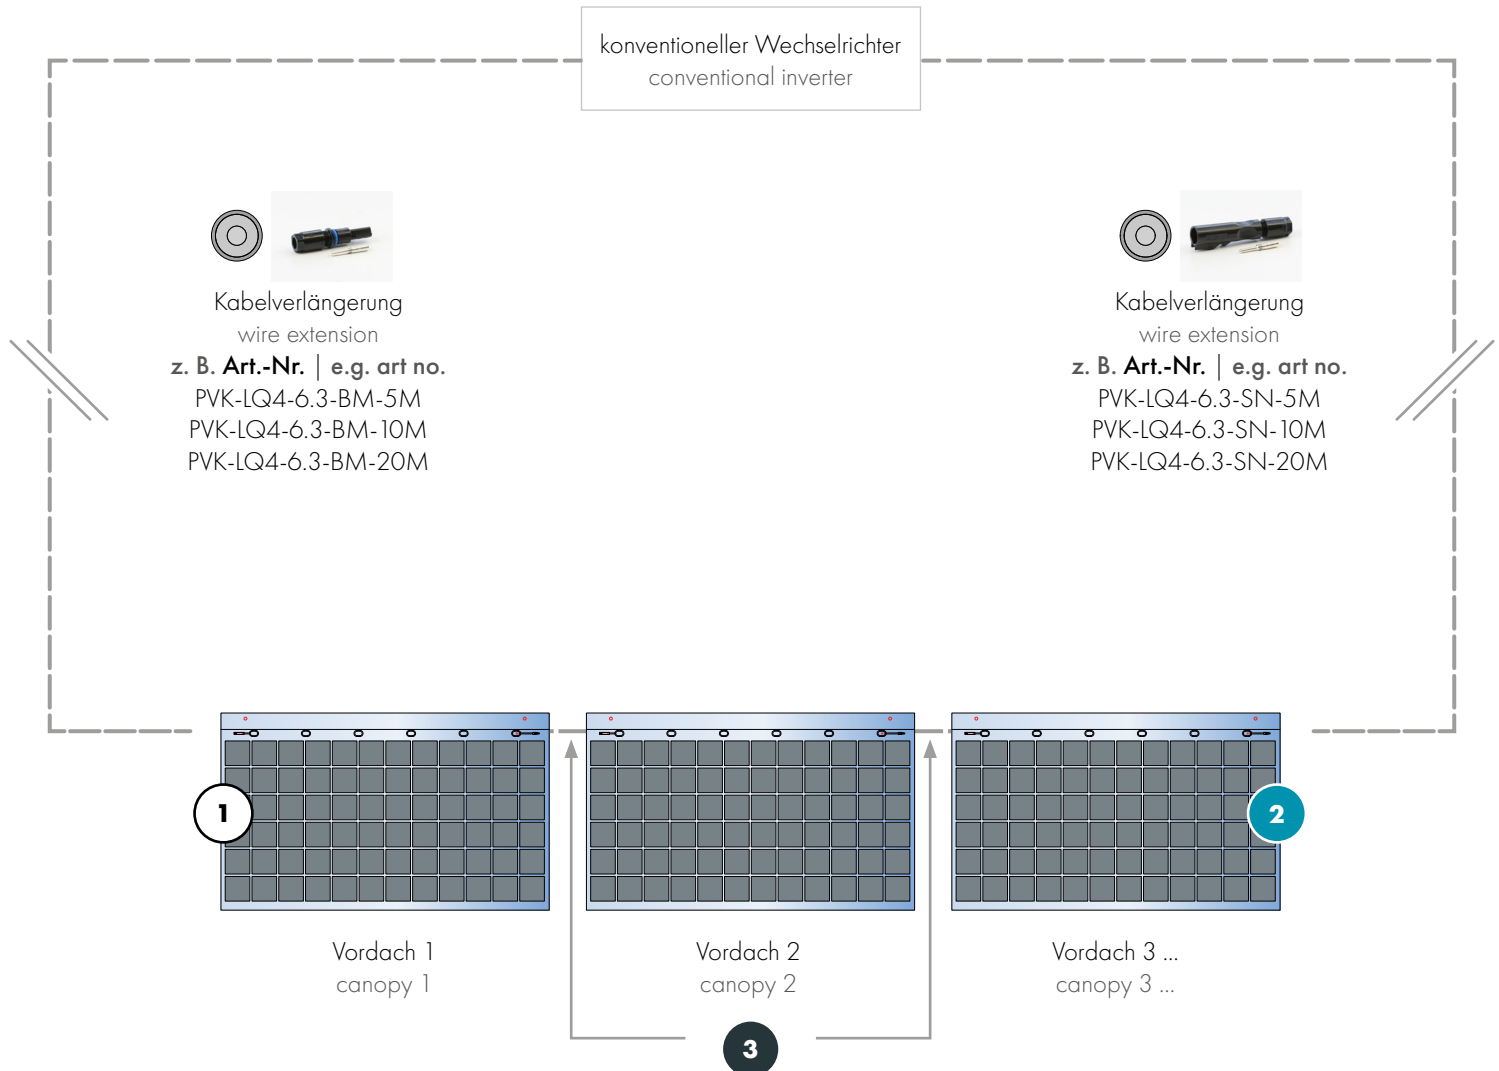 konventioneller Wechselrichter
conventional inverter
Kabelverlängerung
wire extension
z. B. Art.-Nr. | e.g. art no.
PVK-LQ4-6.3-BM-5M
PVK-LQ4-6.3-BM-10M
PVK-LQ4-6.3-BM-20M
Kabelverlängerung
wire extension
z. B. Art.-Nr. | e.g. art no.
PVK-LQ4-6.3-SN-5M
PVK-LQ4-6.3-SN-10M
PVK-LQ4-6.3-SN-20M
1
2
Vordach 1
canopy 1
Vordach 2
canopy 2
Vordach 3 ...
canopy 3 ...
3